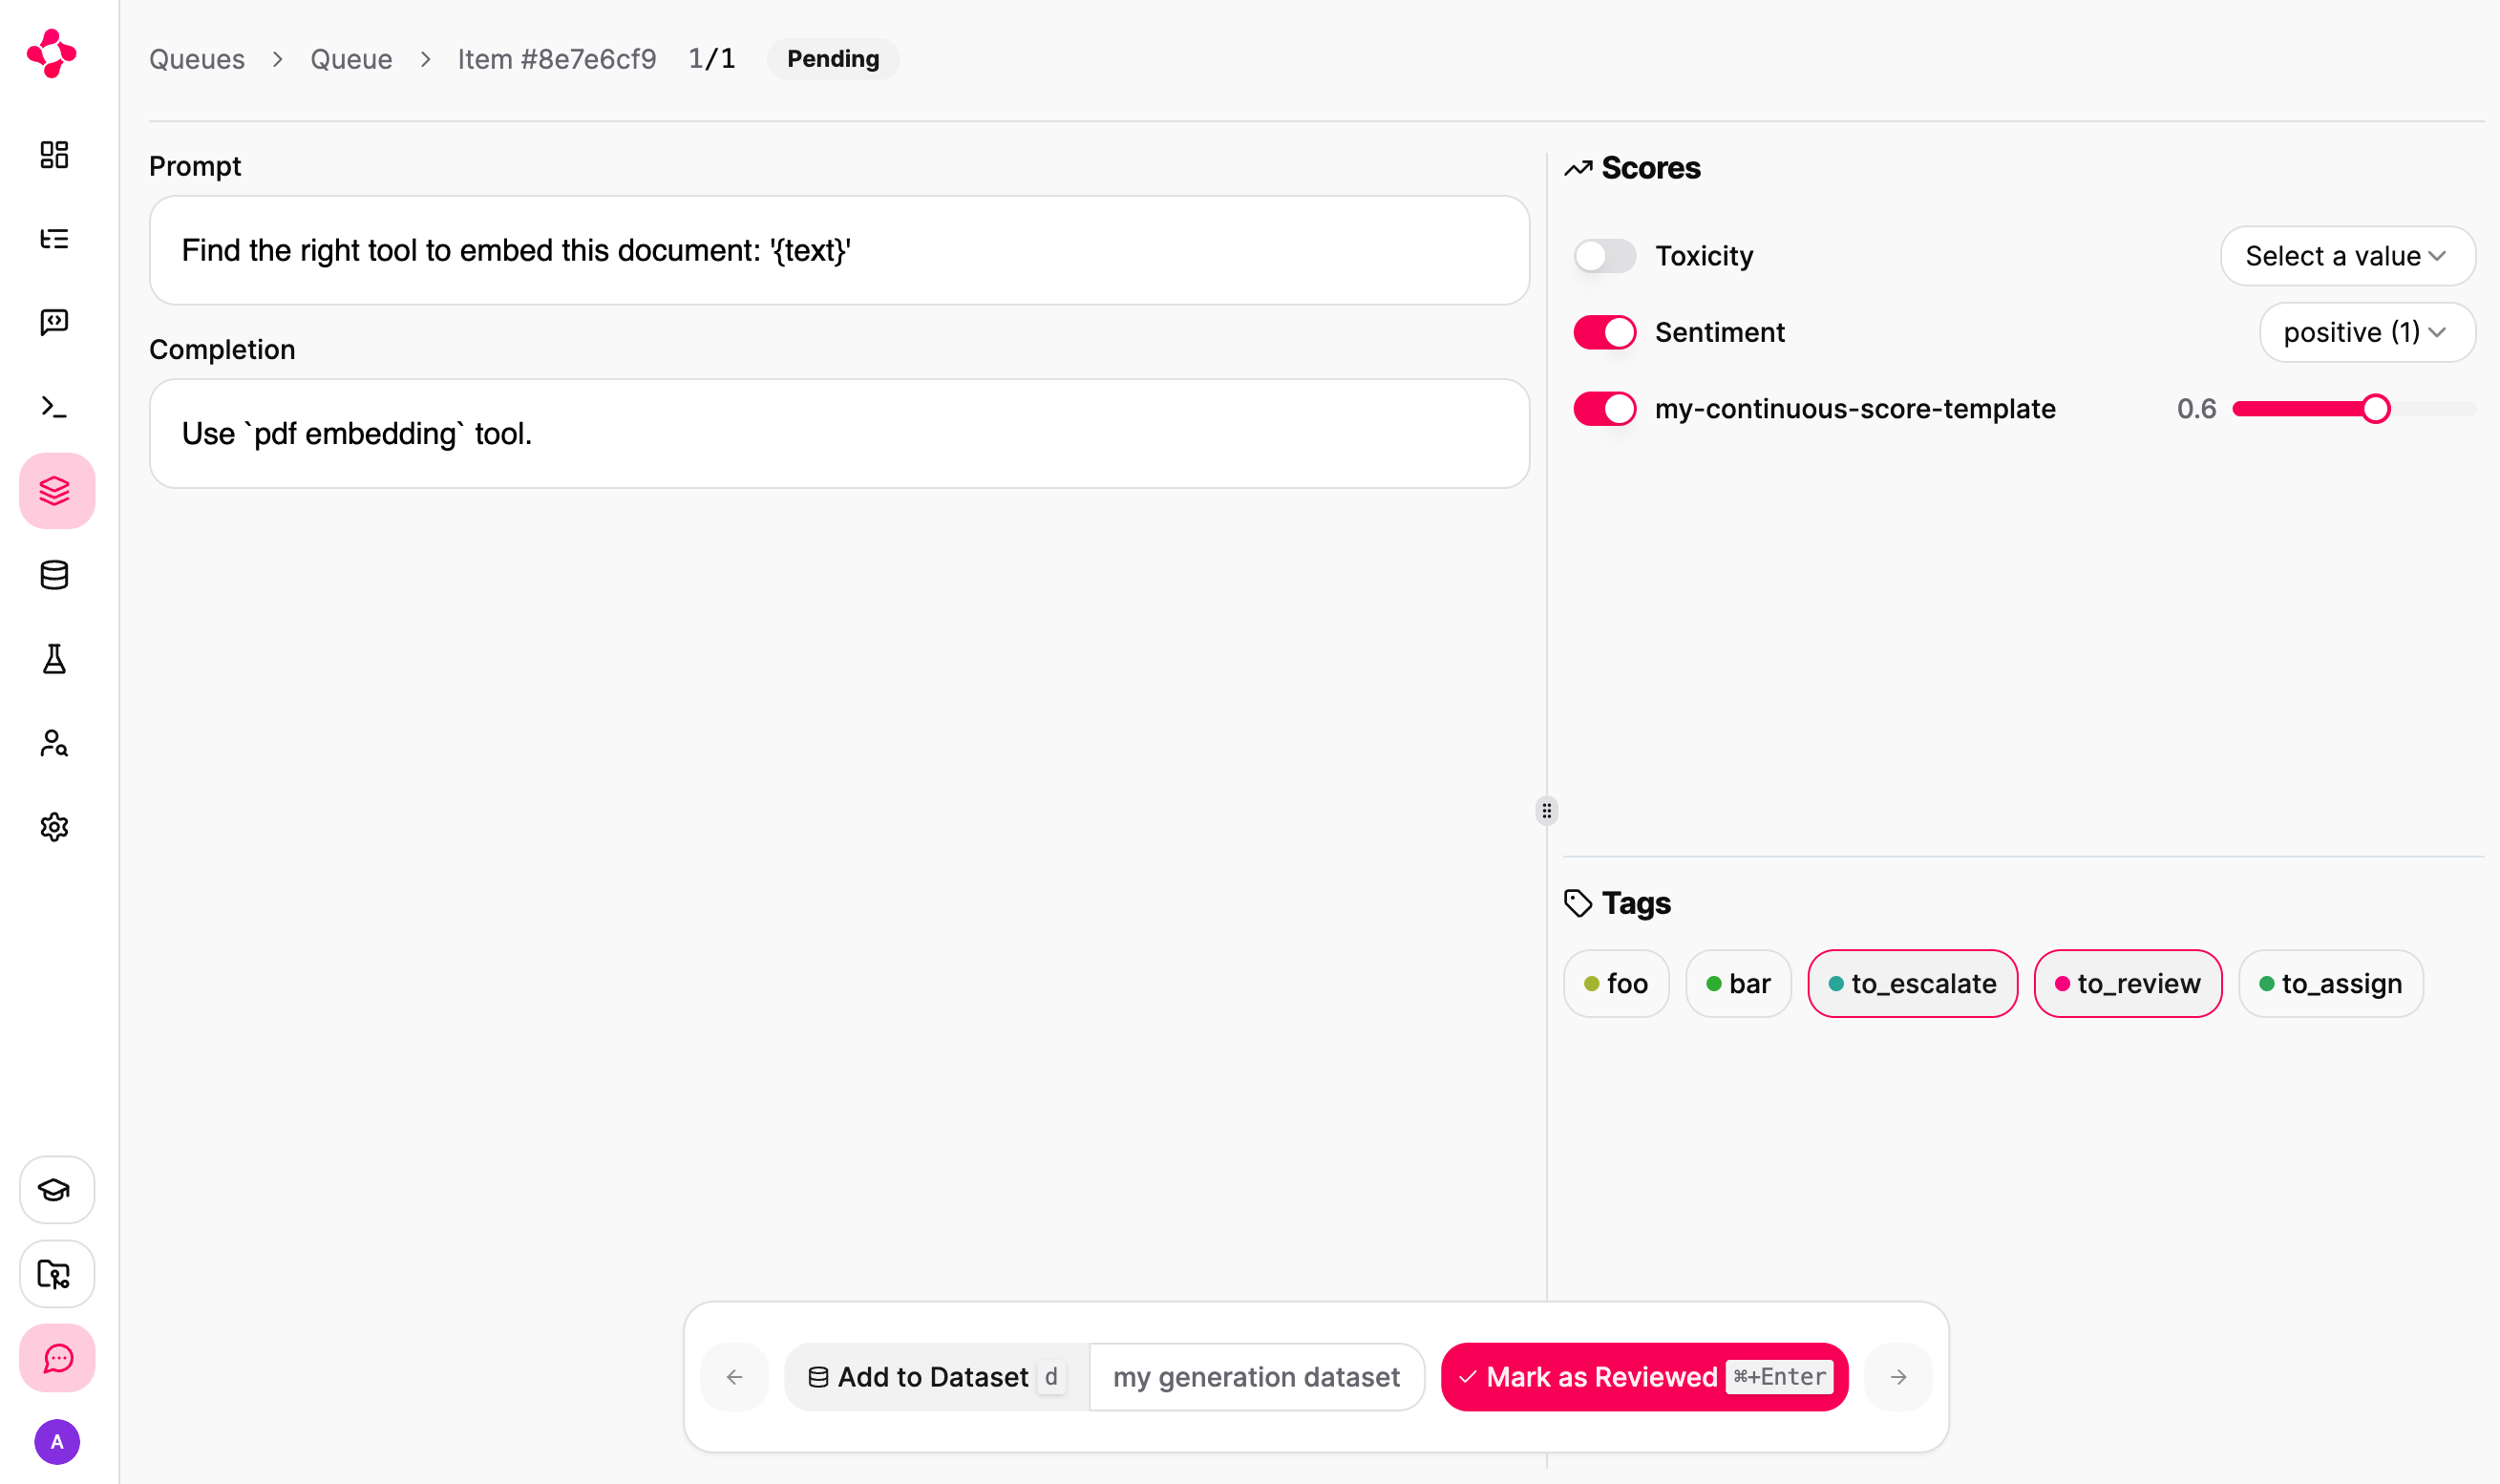 Queues > Queue > Item #8e7e6cf9 1/1 Pending
Prompt
Find the right tool to embed this document: '{text}'
Completion
Use `pdf embedding` tool.
Scores
Toxicity Select a value
Sentiment positive (1)
my-continuous-score-template 0.6
Tags
foo bar to_escalate to_review to_assign
Add to Dataset d my generation dataset Mark as Reviewed ⌘+Enter
A